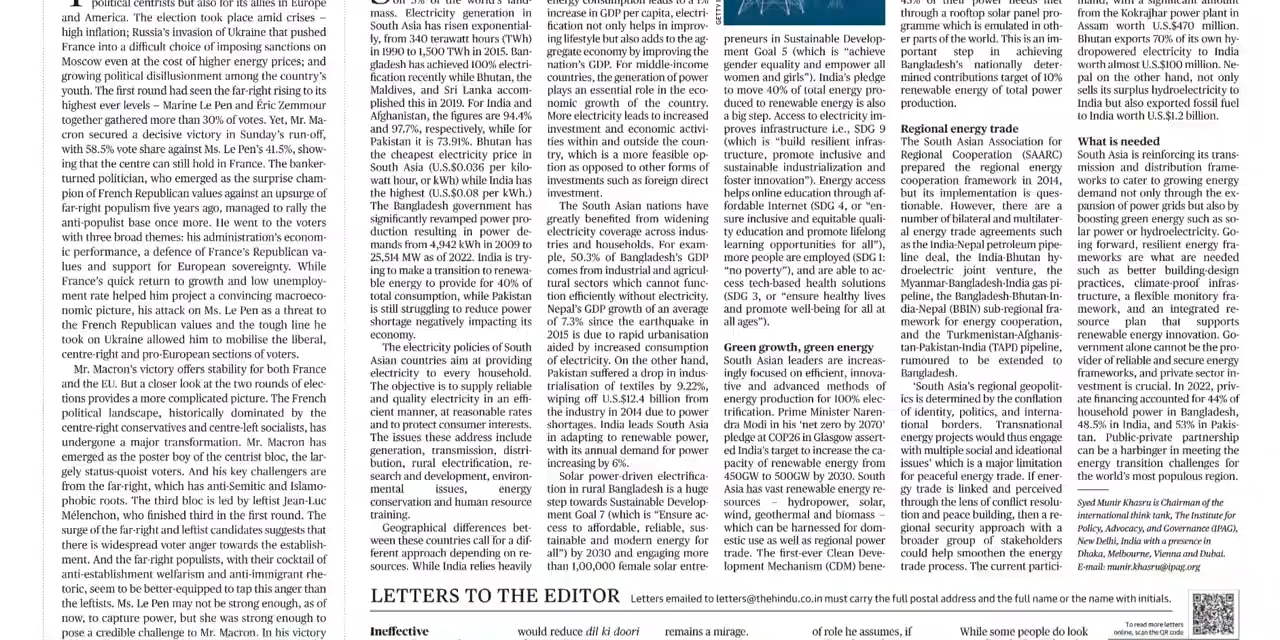 political centrists but also for its allies in Europe
and America. The election took place amid crises –
high inflation; Russia's invasion of Ukraine that pushed
France into a difficult choice of imposing sanctions on
Moscow even at the cost of higher energy prices; and
growing political disillusionment among the country's
youth. The first round had seen the far-right rising to its
highest ever levels – Marine Le Pen and Éric Zemmour
together gathered more than 30% of votes. Yet, Mr. Ma-
cron secured a decisive victory in Sunday's run-off,
with 58.5% vote share against Ms. Le Pen's 41.5%, show-
ing that the centre can still hold in France. The banker-
turned politician, who emerged as the surprise cham-
pion of French Republican values against an upsurge of
far-right populism five years ago, managed to rally the
anti-populist base once more. He went to the voters
with three broad themes: his administration's econom-
ic performance, a defence of France's Republican va-
lues and support for European sovereignty. While
France's quick return to growth and low unemploy-
ment rate helped him project a convincing macroeco-
nomic picture, his attack on Ms. Le Pen as a threat to
the French Republican values and the tough line he
took on Ukraine allowed him to mobilise the liberal,
centre-right and pro-European sections of voters.
Mr. Macron's victory offers stability for both France
and the EU. But a closer look at the two rounds of elec-
tions provides a more complicated picture. The French
political landscape, historically dominated by the
centre-right conservatives and centre-left socialists, has
undergone a major transformation. Mr. Macron has
emerged as the poster boy of the centrist bloc, the lar-
gely status-quoist voters. And his key challengers are
from the far-right, which has anti-Semitic and Islamo-
phobic roots. The third bloc is led by leftist Jean-Luc
Mélenchon, who finished third in the first round. The
surge of the far-right and leftist candidates suggests that
there is widespread voter anger towards the establish-
ment. And the far-right populists, with their cocktail of
anti-establishment welfarism and anti-immigrant rhe-
toric, seem to be better-equipped to tap this anger than
the leftists. Ms. Le Pen may not be strong enough, as of
now, to capture power, but she was strong enough to
pose a credible challenge to Mr. Macron. In his victory
mass. Electricity generation in
South Asia has risen exponential-
ly, from 340 terawatt hours (TWh)
in 1990 to 1,500 TWh in 2015. Ban-
gladesh has achieved 100% electri-
fication recently while Bhutan, the
Maldives, and Sri Lanka accom-
plished this in 2019. For India and
Afghanistan, the figures are 94.4%
and 97.7%, respectively, while for
Pakistan it is 73.91%. Bhutan has
the cheapest electricity price in
South Asia (U.S.$0.036 per kilo-
watt hour, or kWh) while India has
the highest (U.S.$0.08 per kWh.)
The Bangladesh government has
significantly revamped power pro-
duction resulting in power de-
mands from 4,942 kWh in 2009 to
25,514 MW as of 2022. India is try-
ing to make a transition to renewa-
ble energy to provide for 40% of
total consumption, while Pakistan
is still struggling to reduce power
shortage negatively impacting its
economy.
The electricity policies of South
Asian countries aim at providing
electricity to every household.
The objective is to supply reliable
and quality electricity in an effi-
cient manner, at reasonable rates
and to protect consumer interests.
The issues these address include
generation, transmission, distri-
bution, rural electrification, re-
search and development, environ-
mental issues, energy
conservation and human resource
training.
Geographical differences bet-
ween these countries call for a dif-
ferent approach depending on re-
sources. While India relies heavily
energy consumption leads to a 1%
increase in GDP per capita, electri-
fication not only helps in improv-
ing lifestyle but also adds to the ag-
gregate economy by improving the
nation's GDP. For middle-income
countries, the generation of power
plays an essential role in the eco-
nomic growth of the country.
More electricity leads to increased
investment and economic activi-
ties within and outside the coun-
try, which is a more feasible op-
tion as opposed to other forms of
investments such as foreign direct
investment.
The South Asian nations have
greatly benefited from widening
electricity coverage across indus-
tries and households. For exam-
ple, 50.3% of Bangladesh's GDP
comes from industrial and agricul-
tural sectors which cannot func-
tion efficiently without electricity.
Nepal's GDP growth of an average
of 7.3% since the earthquake in
2015 is due to rapid urbanisation
aided by increased consumption
of electricity. On the other hand,
Pakistan suffered a drop in indus-
trialisation of textiles by 9.22%,
wiping off U.S.$12.4 billion from
the industry in 2014 due to power
shortages. India leads South Asia
in adapting to renewable power,
with its annual demand for power
increasing by 6%.
Solar power-driven electrifica-
tion in rural Bangladesh is a huge
step towards Sustainable Develop-
ment Goal 7 (which is "Ensure ac-
cess to affordable, reliable, sus-
tainable and modern energy for
all") by 2030 and engaging more
than 1,00,000 female solar entre-
preneurs in Sustainable Develop-
ment Goal 5 (which is "achieve
gender equality and empower all
women and girls"). India's pledge
to move 40% of total energy pro-
duced to renewable energy is also
a big step. Access to electricity im-
proves infrastructure i.e., SDG 9
(which is "build resilient infras-
tructure, promote inclusive and
sustainable industrialization and
foster innovation"). Energy access
helps online education through af-
fordable Internet (SDG 4, or "en-
sure inclusive and equitable quali-
ty education and promote lifelong
learning opportunities for all"),
more people are employed (SDG 1:
"no poverty"), and are able to ac-
cess tech-based health solutions
(SDG 3, or "ensure healthy lives
and promote well-being for all at
all ages").
Green growth, green energy
South Asian leaders are increas-
ingly focused on efficient, innova-
tive and advanced methods of
energy production for 100% elec-
trification. Prime Minister Naren-
dra Modi in his 'net zero by 2070'
pledge at COP26 in Glasgow assert-
ed India's target to increase the ca-
pacity of renewable energy from
450GW to 500GW by 2030. South
Asia has vast renewable energy re-
sources – hydropower, solar,
wind, geothermal and biomass –
which can be harnessed for dom-
estic use as well as regional power
trade. The first-ever Clean Deve-
lopment Mechanism (CDM) bene-
45% of their power needs met
through a rooftop solar panel pro-
gramme which is emulated in oth-
er parts of the world. This is an im-
portant step in achieving
Bangladesh's nationally deter-
mined contributions target of 10%
renewable energy of total power
production.
Regional energy trade
The South Asian Association for
Regional Cooperation (SAARC)
prepared the regional energy
cooperation framework in 2014,
but its implementation is ques-
tionable. However, there are a
number of bilateral and multilater-
al energy trade agreements such
as the India-Nepal petroleum pipe-
line deal, the India-Bhutan hy-
droelectric joint venture, the
Myanmar-Bangladesh-India gas pi-
peline, the Bangladesh-Bhutan-In-
dia-Nepal (BBIN) sub-regional fra-
mework for energy cooperation,
and the Turkmenistan-Afghanis-
tan-Pakistan-India (TAPI) pipeline,
rumoured to be extended to
Bangladesh.
'South Asia's regional geopolit-
ics is determined by the conflation
of identity, politics, and interna-
tional borders. Transnational
energy projects would thus engage
with multiple social and ideational
issues' which is a major limitation
for peaceful energy trade. If ener-
gy trade is linked and perceived
through the lens of conflict resolu-
tion and peace building, then a re-
gional security approach with a
broader group of stakeholders
could help smoothen the energy
trade process. The current partici-
hand, with a significant amount
from the Kokrajhar power plant in
Assam worth U.S.$470 million.
Bhutan exports 70% of its own hy-
dropowered electricity to India
worth almost U.S.$100 million. Ne-
pal on the other hand, not only
sells its surplus hydroelectricity to
India but also exported fossil fuel
to India worth U.S.$1.2 billion.
What is needed
South Asia is reinforcing its trans-
mission and distribution frame-
works to cater to growing energy
demand not only through the ex-
pansion of power grids but also by
boosting green energy such as so-
lar power or hydroelectricity. Go-
ing forward, resilient energy fra-
meworks are what are needed
such as better building-design
practices, climate-proof infras-
tructure, a flexible monitory fra-
mework, and an integrated re-
source plan that supports
renewable energy innovation. Go-
vernment alone cannot be the pro-
vider of reliable and secure energy
frameworks, and private sector in-
vestment is crucial. In 2022, priv-
ate financing accounted for 44% of
household power in Bangladesh,
48.5% in India, and 53% in Pakis-
tan. Public-private partnership
can be a harbinger in meeting the
energy transition challenges for
the world's most populous region.
Syed Munir Khasru is Chairman of the
international think tank, The Institute for
Policy, Advocacy, and Governance (IPAG),
New Delhi, India with a presence in
Dhaka, Melbourne, Vienna and Dubai.
E-mail: munir.khasru@ipag.org
LETTERS TO THE EDITOR Letters emailed to letters@thehindu.co.in must carry the full postal address and the full name or the name with initials.
To read more letters
online, scan the QR code
Ineffective
would reduce dil ki doori
remains a mirage.
of role he assumes, if
While some people do look